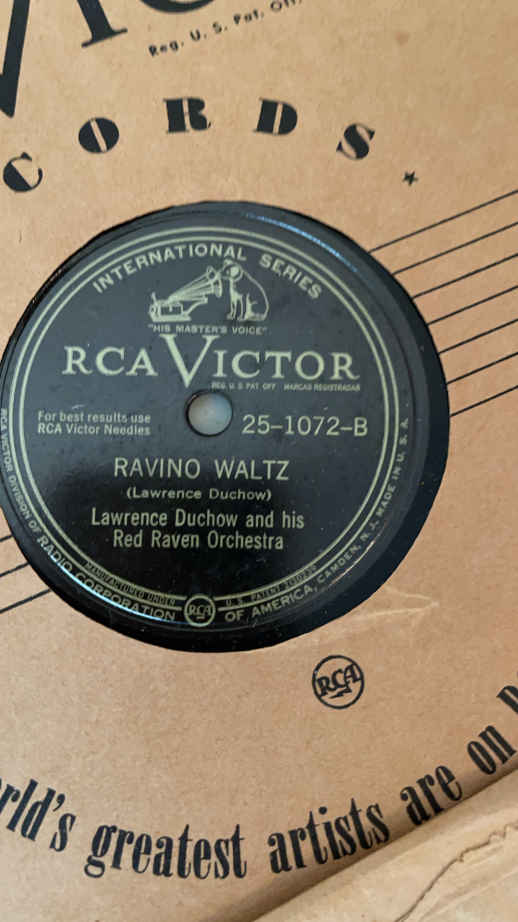 Reg. U. S. Pat. Off.
CORDS.
INTERNATIONAL SERIES
"HIS MASTER'S VOICE"
RCA VICTOR
REG. U. S. PAT. OFF. MARCAS REGISTRADAS
For best results use
RCA Victor Needles
25-1072-B
RAVINO WALTZ
(Lawrence Duchow)
Lawrence Duchow and his
Red Raven Orchestra
RCA VICTOR DIVISION OF RADIO CORPORATION OF AMERICA, CAMDEN, N. J. MADE IN U. S. A.
MANUFACTURED UNDER
RCA
U. S. PATENT
RCA
greatest artists are on